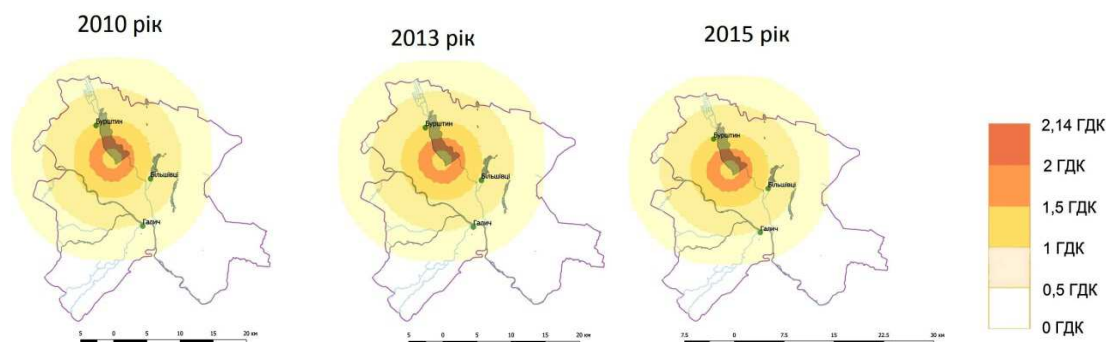 2010 рік
2013 рік
2015 рік
Бурштин
Більшівці
Галич
Бурштин
Більшівці
Галич
Бурштин
Більшівці
Галич
2,14 ГДК
2 ГДК
1,5 ГДК
1 ГДК
0,5 ГДК
0 ГДК
5 0 5 10 15 20 км
5 0 5 10 15 20 км
7.5 0 7.5 15 22.5 30 км